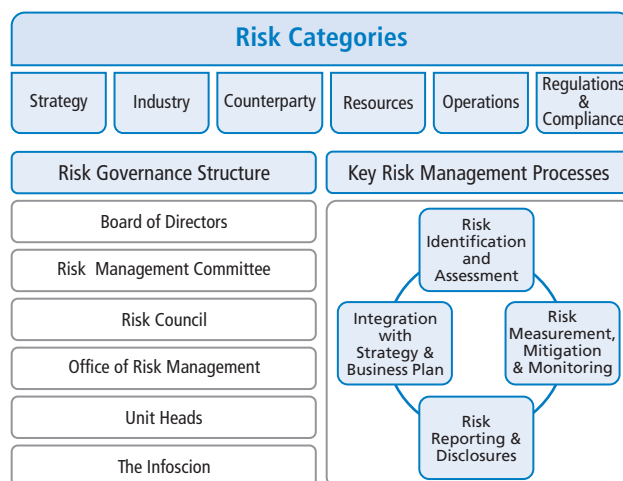 Risk Categories
Strategy
Industry
Counterparty
Resources
Operations
Regulations
&
Compliance
Risk Governance Structure
Board of Directors
Risk Management Committee
Risk Council
Office of Risk Management
Unit Heads
The Infoscion
Key Risk Management Processes
Risk
Identification
and
Assessment
Risk
Measurement,
Mitigation
& Monitoring
Risk
Reporting &
Disclosures
Integration
with
Strategy &
Business Plan